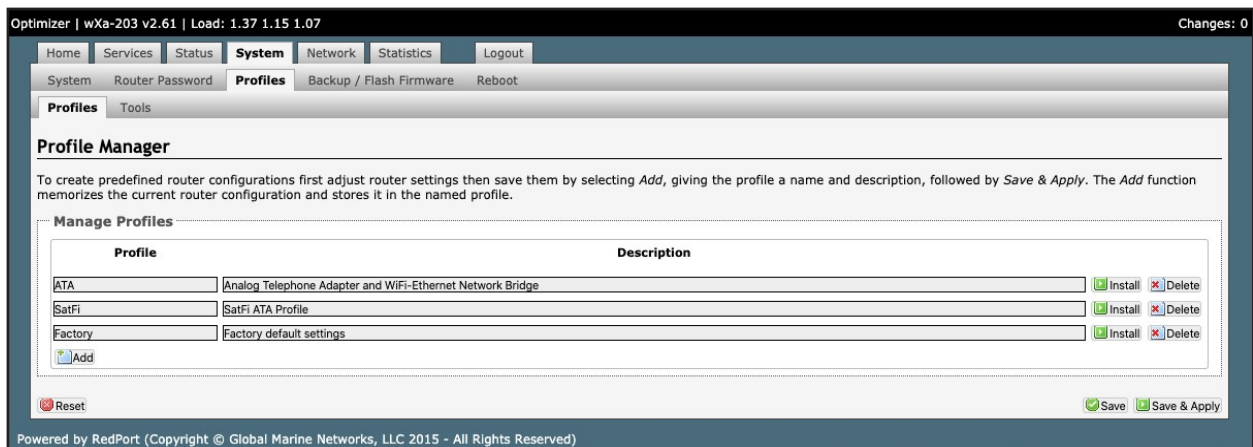 Optimizer | wXa-203 v2.61 | Load: 1.37 1.15 1.07 Changes: 0
Home Services Status System Network Statistics Logout
System Router Password Profiles Backup / Flash Firmware Reboot
Profiles Tools
Profile Manager
To create predefined router configurations first adjust router settings then save them by selecting Add, giving the profile a name and description, followed by Save & Apply. The Add function
memorizes the current router configuration and stores it in the named profile.
Manage Profiles
Profile Description
ATA Analog Telephone Adapter and WiFi-Ethernet Network Bridge Install Delete
SatFi SatFi ATA Profile Install Delete
Factory Factory default settings Install Delete
Add
Reset Save Save & Apply
Powered by RedPort (Copyright © Global Marine Networks, LLC 2015 - All Rights Reserved)